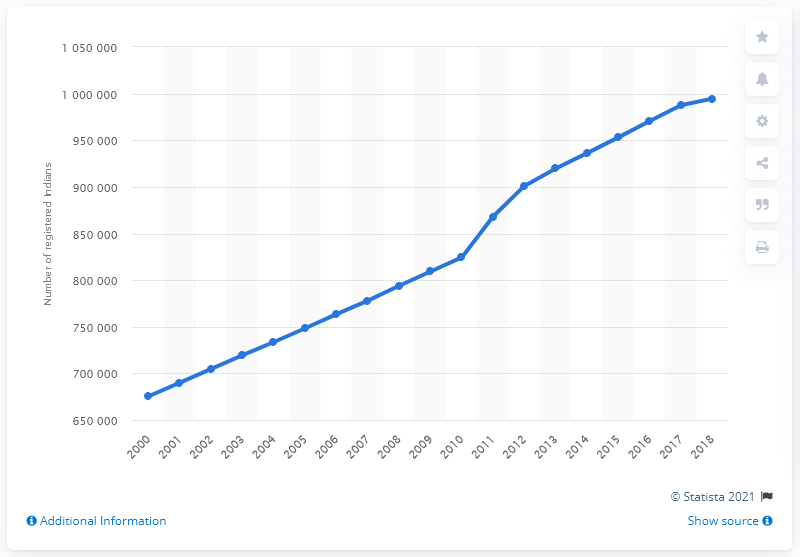 1 050 000
1 000 000
950 000
900 000
850 000
800 000
750 000
700 000
650 000
Number of registered Indians
2000 2001 2002 2003 2004 2005 2006 2007 2008 2009 2010 2011 2012 2013 2014 2015 2016 2017 2018
© Statista 2021
Additional Information Show source